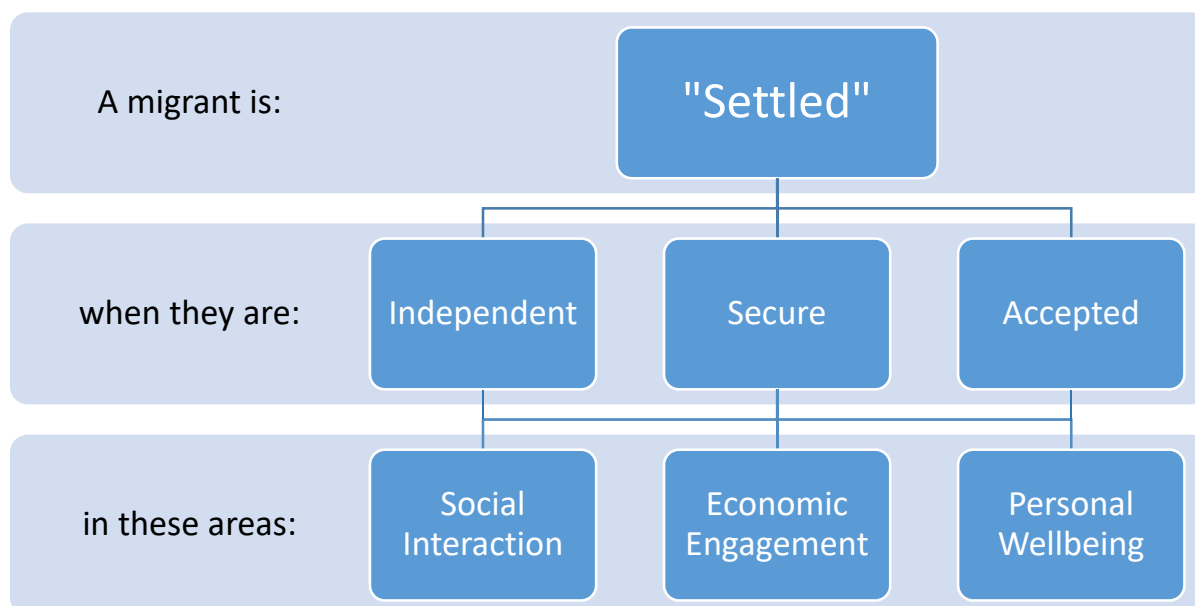 A migrant is:
"Settled"
when they are:
Independent
Secure
Accepted
in these areas:
Social
Interaction
Economic
Engagement
Personal
Wellbeing